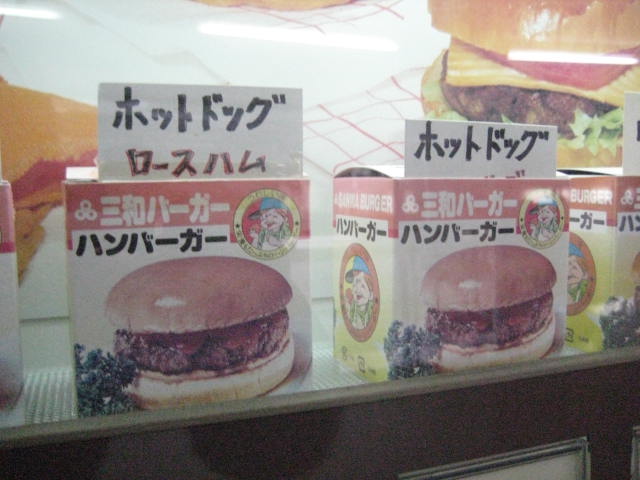 ホットドッグ
ロースハム
三和バーガー
ハンバーガー
ホットドッグ
SANWA BURGER
ハンバーガー
三和バーガー
ハンバーガー
BURGER